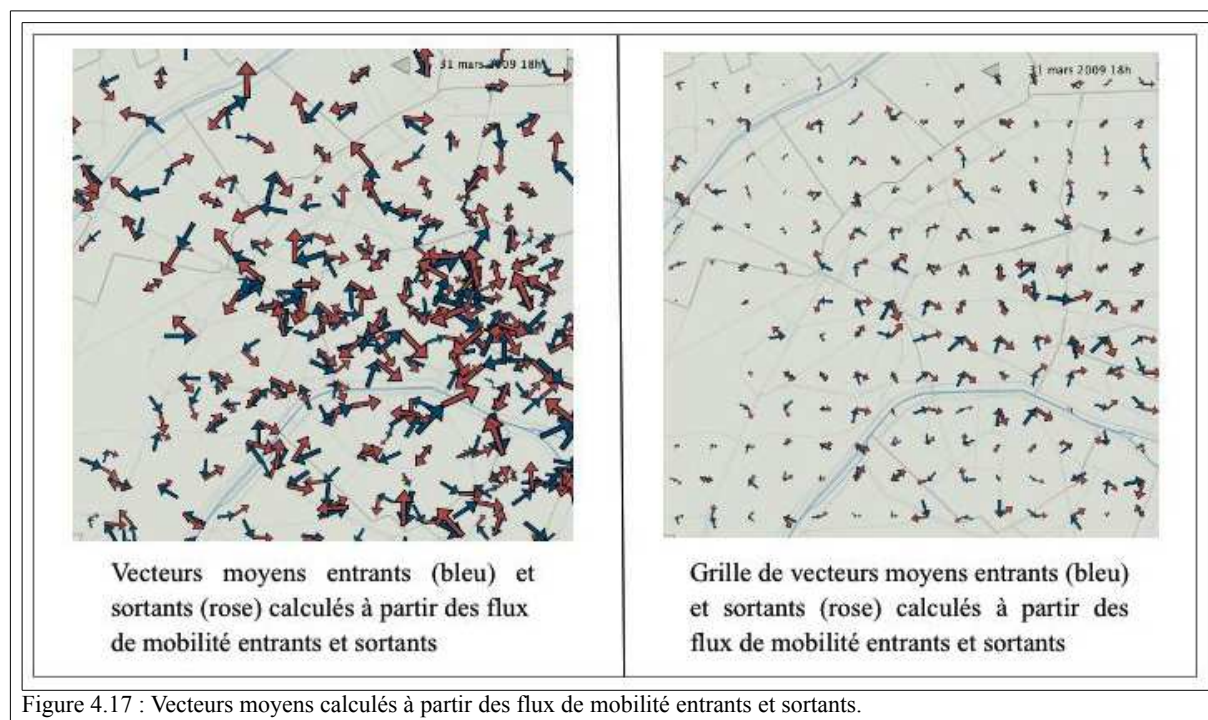 31 mars 2009 18h
31 mars 2009 18h
Vecteurs moyens entrants (bleu) et
sortants (rose) calculés à partir des flux
de mobilité entrants et sortants
Grille de vecteurs moyens entrants (bleu)
et sortants (rose) calculés à partir des
flux de mobilité entrants et sortants
Figure 4.17 : Vecteurs moyens calculés à partir des flux de mobilité entrants et sortants.